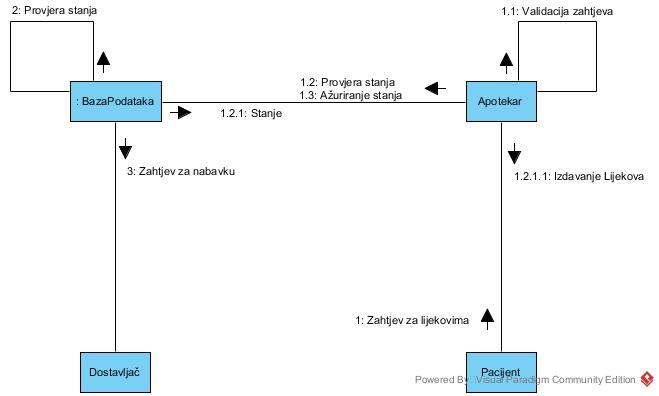 2: Provjera stanja
1.1: Validacija zahtjeva
1.2: Provjera stanja
1.3: Ažuriranje stanja
: BazaPodataka
Apotekar
1.2.1: Stanje
3: Zahtjev za nabavku
1.2.1.1: Izdavanje Lijekova
1: Zahtjev za lijekovima
Dostavljač
Pacijent
Powered By Visual Paradigm Community Edition